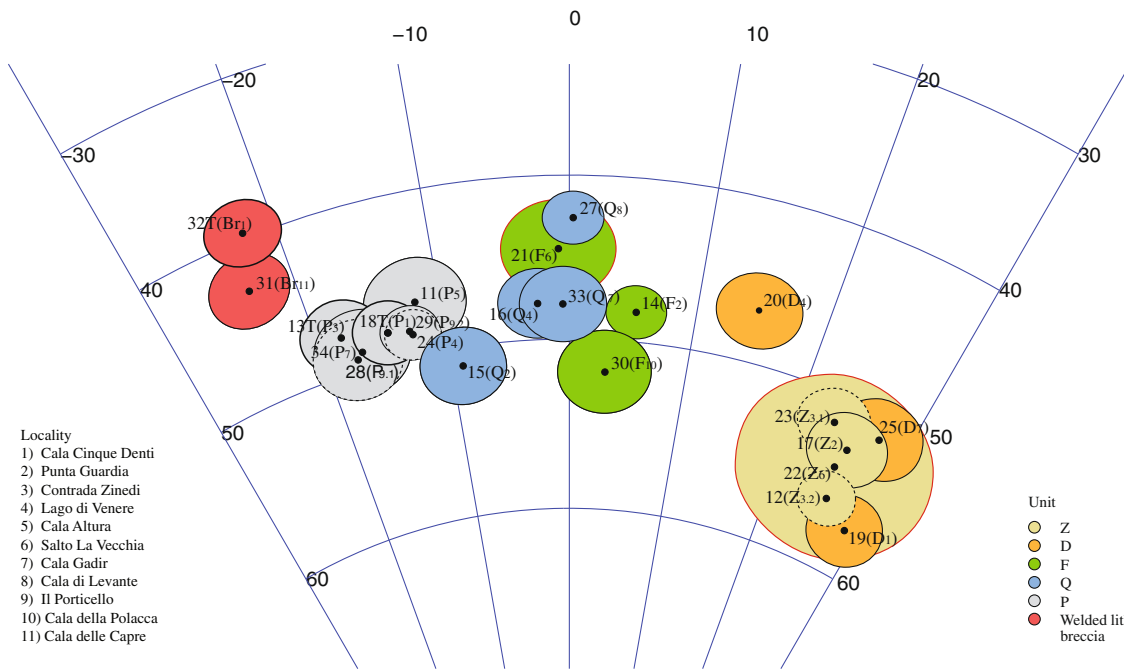 0
−10
10
−20
20
−30
30
27(Q8)
32T(Br1)
21(F6)
40
31(Br11)
11(P5)
33(Q7)
14(F2)
20(D4)
40
16(Q4)
13T(P3)
18T(P1)
29(P9.2)
24(P4)
34(P7)
28(P9.1)
15(Q2)
30(F10)
50
23(Z3.1)
25(D7)
50
17(Z2)
22(Z6)
12(Z3.2)
19(D1)
60
60
Locality
1) Cala Cinque Denti
2) Punta Guardia
3) Contrada Zinedi
4) Lago di Venere
5) Cala Altura
6) Salto La Vecchia
7) Cala Gadir
8) Cala di Levante
9) Il Porticello
10) Cala della Polacca
11) Cala delle Capre
Unit
Z
D
F
Q
P
Welded lit
breccia